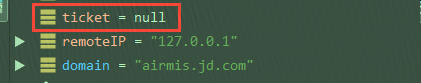 ticket = null
remoteIP = "127.0.0.1"
domain = "airmis.jd.com"